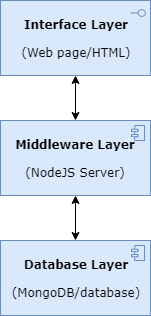 Interface Layer
(Web page/HTML)
Middleware Layer
(NodeJS Server)
Database Layer
(MongoDB/database)